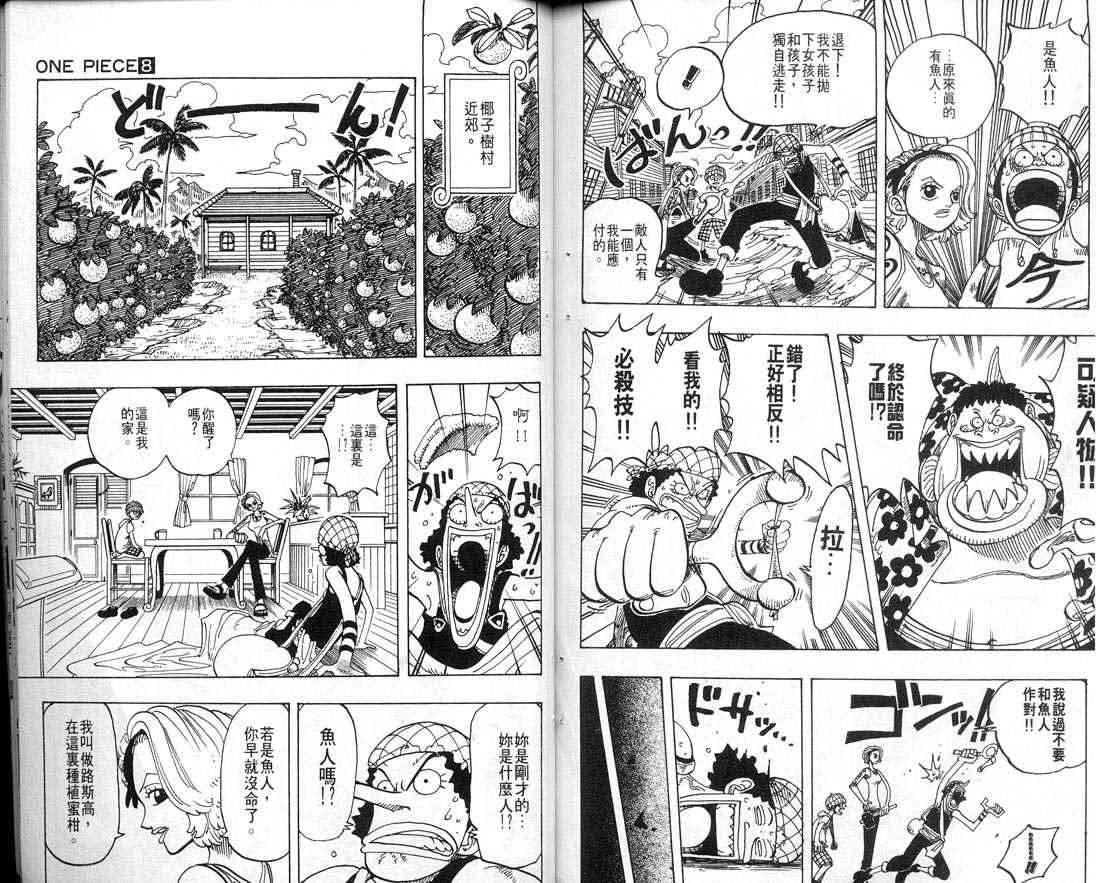 是魚人!!
…原來眞的
有魚人…
今
退下!
我不能拋
下女孩子
和孩子，
獨自逃走!!
!
ばんっ!!
敵人只有
一個，
我能應
付的。
可疑人物!!
終於認命
了嗎!?
錯了!
正好相反!!
拉…
看我的!!
必殺技!!
我說過不要
和魚人
作對!!
ゴン!!
ドサッ…
ONE PIECE 8
椰子樹村
近郊。
どーん!
啊!!
がばっ!!
這…
這裏是
…!?
你醒了
嗎?
這是我
的家。
妳是剛才的…
妳是什麼人!?
魚人嗎!?
若是魚人，
你早就沒命了。
我叫做路斯高，
在這裏種植蜜柑。